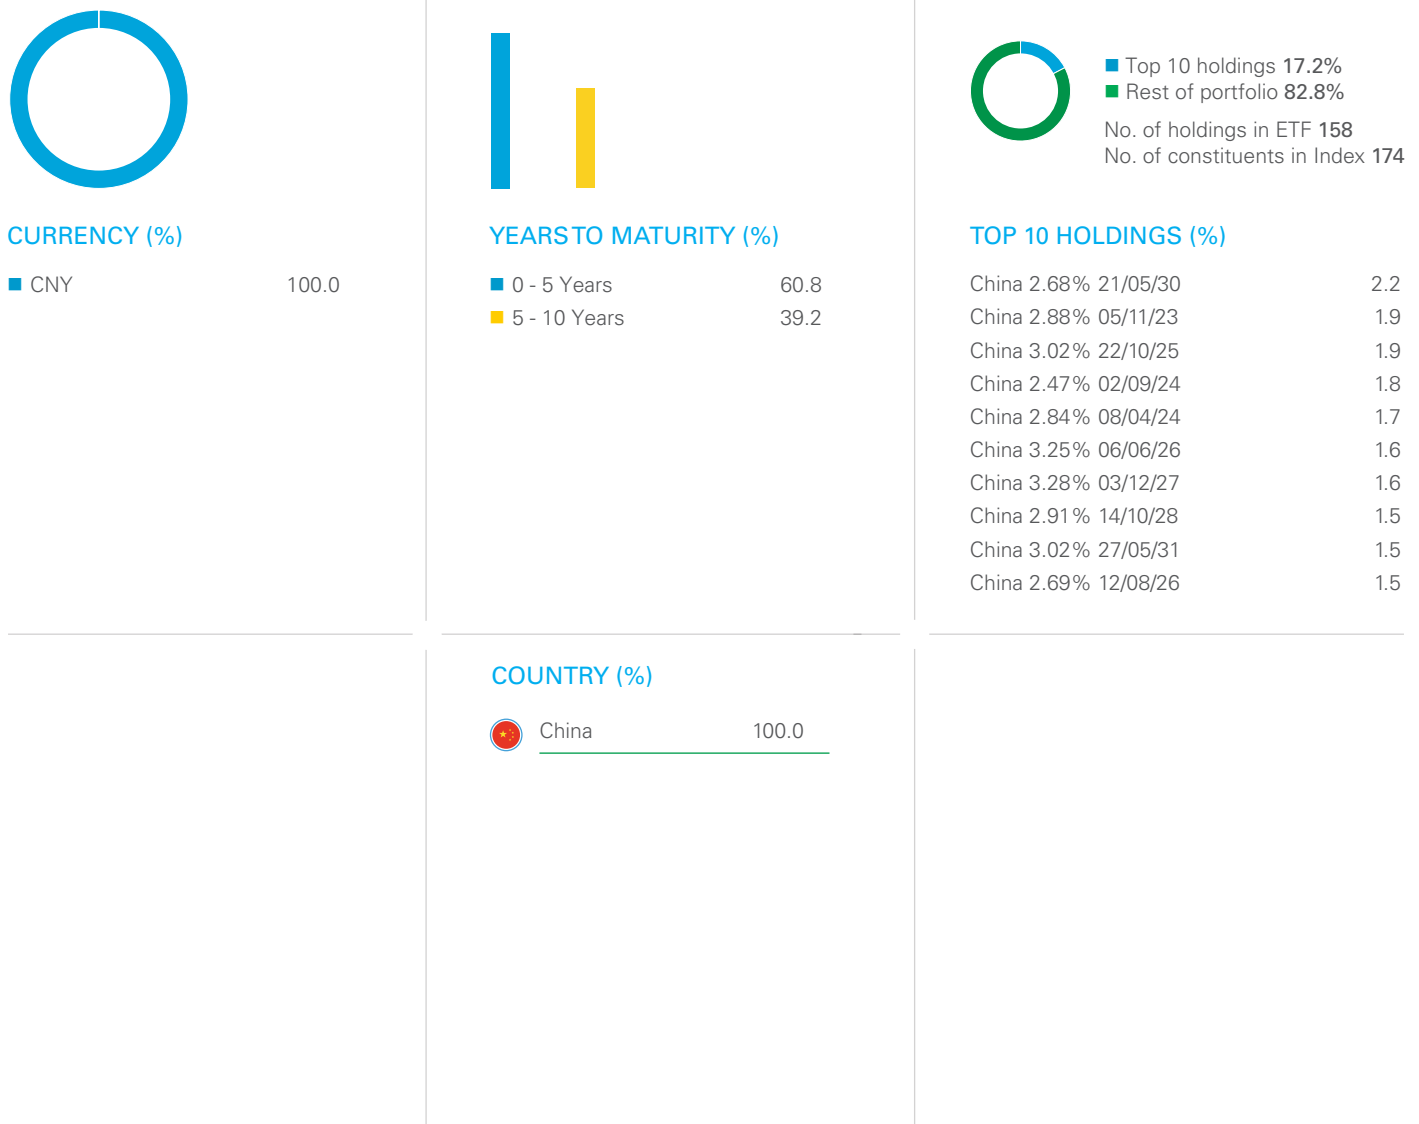 CURRENCY (%)
CNY 100.0
YEARS TO MATURITY (%)
0 - 5 Years 60.8
5 - 10 Years 39.2
Top 10 holdings 17.2%
Rest of portfolio 82.8%
No. of holdings in ETF 158
No. of constituents in Index 174
TOP 10 HOLDINGS (%)
China 2.68% 21/05/30 2.2
China 2.88% 05/11/23 1.9
China 3.02% 22/10/25 1.9
China 2.47% 02/09/24 1.8
China 2.84% 08/04/24 1.7
China 3.25% 06/06/26 1.6
China 3.28% 03/12/27 1.6
China 2.91% 14/10/28 1.5
China 3.02% 27/05/31 1.5
China 2.69% 12/08/26 1.5
COUNTRY (%)
China 100.0